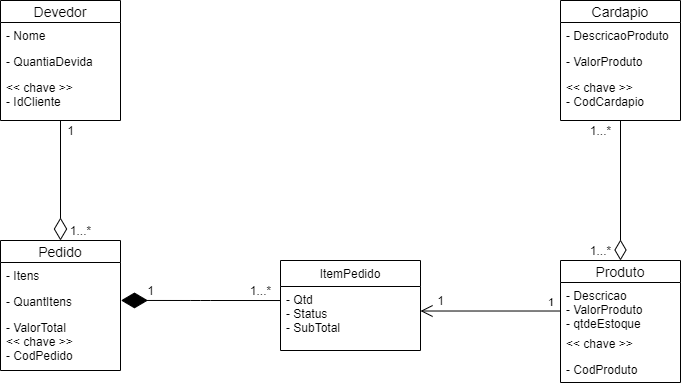 Devedor
- Nome
- QuantiaDevida
<< chave >>
- IdCliente
1
1...*
Cardapio
- DescricaoProduto
- ValorProduto
<< chave >>
- CodCardapio
1...*
1...*
Pedido
- Itens
- QuantItens
- ValorTotal
<< chave >>
- CodPedido
1
1...*
ItemPedido
- Qtd
- Status
- SubTotal
1
1
Produto
- Descricao
- ValorProduto
- qtdeEstoque
<< chave >>
- CodProduto